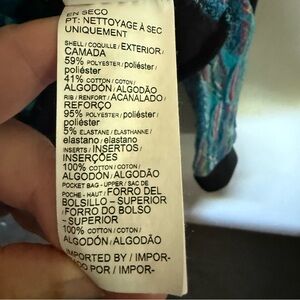 EN SECO
PT: NETTOYAGE À SEC
UNIQUEMENT
SHELL / COQUILLE / EXTERIOR /
CAMADA
59% POLYESTER / poliéster /
poliéster
41% COTTON / COTON /
ALGODÓN / ALGODÃO
RIB / RENFORT / ACANALADO /
REFORÇO
95% POLYESTER / poliéster /
poliester
5% ELASTANE / ÉLASTHANNE /
elastano / elastano
INSERTS / INSERTOS /
INSERÇÕES
100% COTTON / COTON /
ALGODÓN / ALGODÃO
POCKET BAG - UPPER / SAC DE
POCHE - HAUT / FORRO DEL
BOLSILLO – SUPERIOR
/ FORRO DO BOLSO
– SUPERIOR
100% COTTON / COTON /
ALGODÓN / ALGODÃO
IMPORTED BY / IMPOR-
ADO POR / IMPOR-